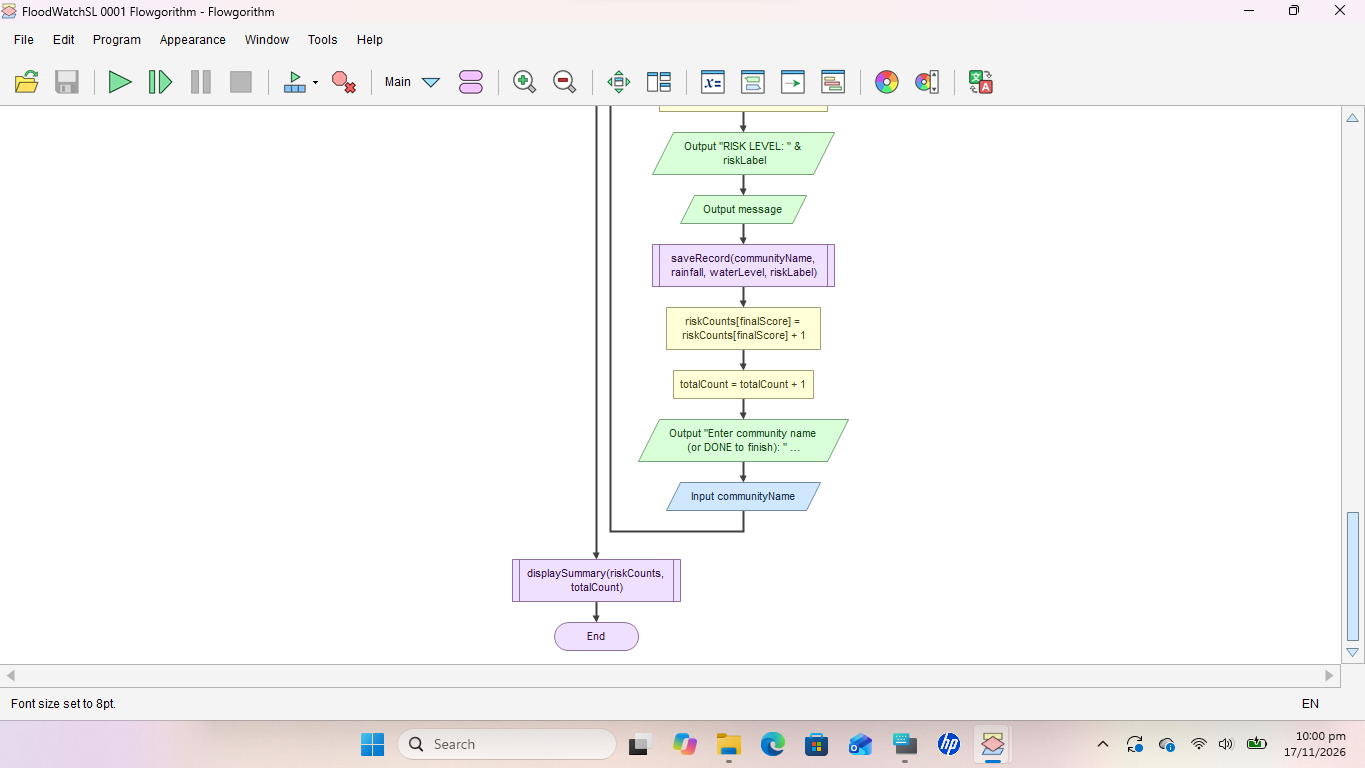 FloodWatchSL 0001 Flowgorithm - Flowgorithm
File Edit Program Appearance Window Tools Help
Main
x=
A
Output "RISK LEVEL: " &
riskLabel
Output message
saveRecord(communityName,
rainfall, waterLevel, riskLabel)
riskCounts[finalScore] =
riskCounts[finalScore] + 1
totalCount = totalCount + 1
Output "Enter community name
(or DONE to finish): " ...
Input communityName
displaySummary(riskCounts,
totalCount)
End
Font size set to 8pt.
EN
Search
hp
10:00 pm
17/11/2026